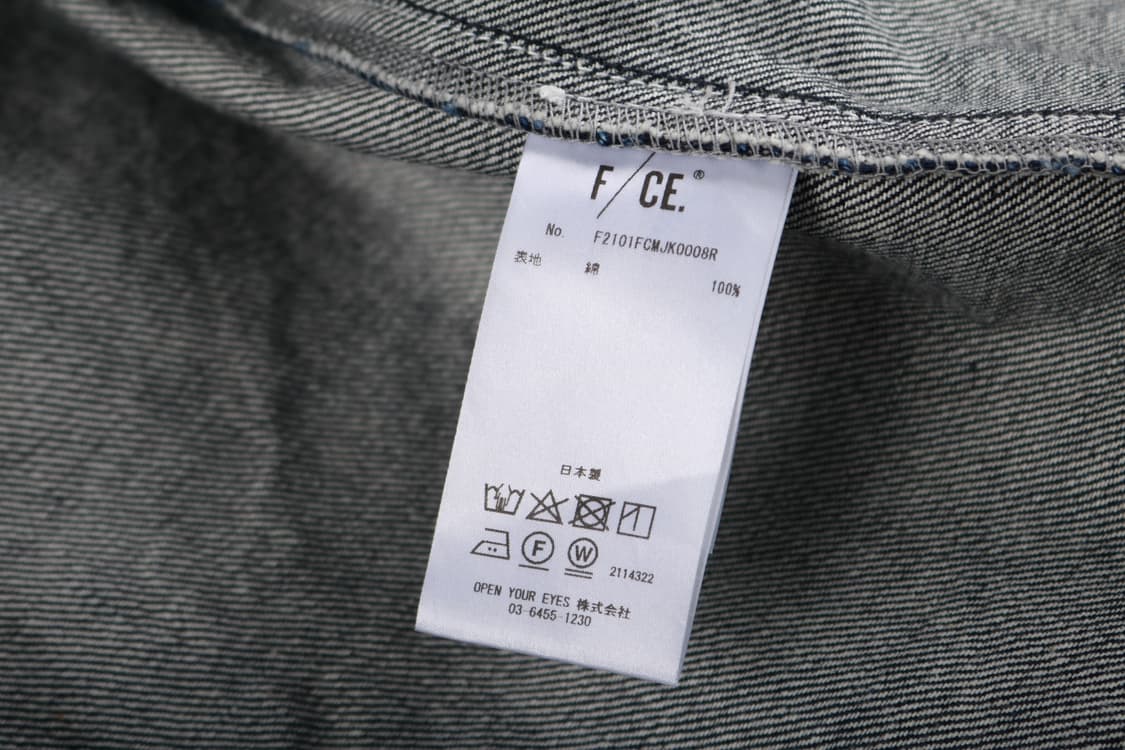 F/CE.®
No. F2101FCMJK0008R
表地 綿 100%
日本製
F W 2114322
OPEN YOUR EYES 株式会社
03-6455-1230